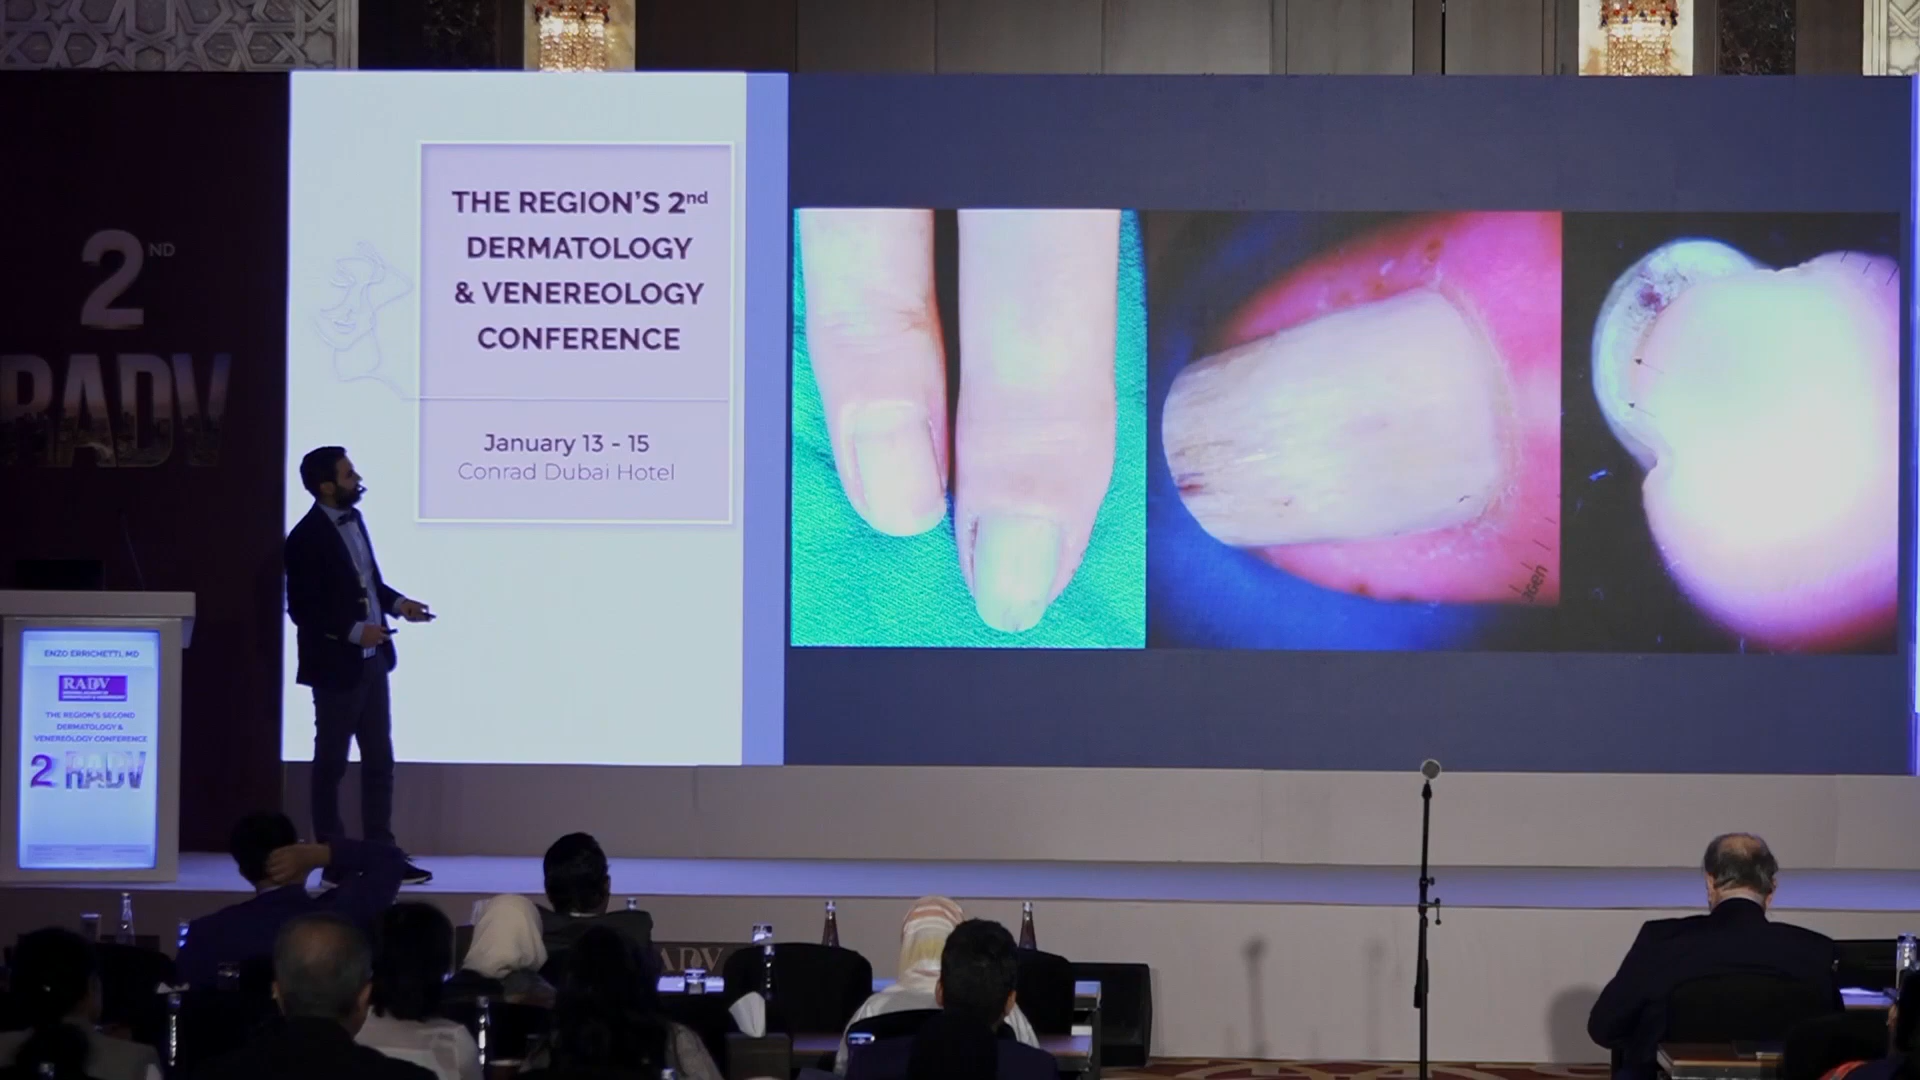 2ND
RADV
THE REGION'S 2nd
DERMATOLOGY
& VENEREOLOGY
CONFERENCE
January 13 - 15
Conrad Dubai Hotel
ENZO ERRICHETTI, MD
RADV
THE REGION'S SECOND
DERMATOLOGY &
VENEREOLOGY CONFERENCE
2 RADV
RADV